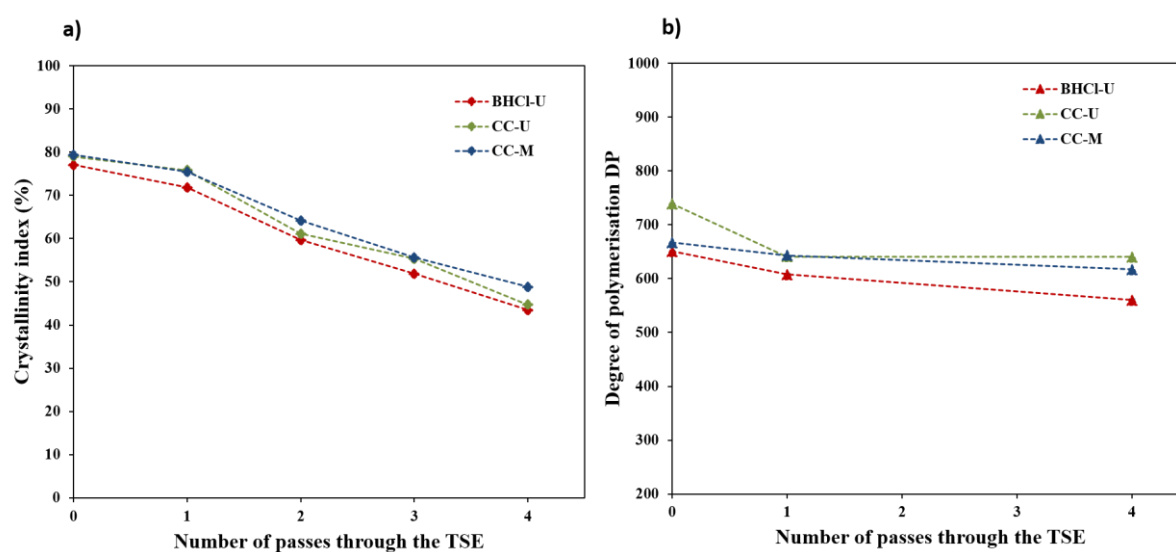 a)
Crystallinity index (%)
100
90
80
70
60
50
40
30
20
10
0
0 1 2 3 4
Number of passes through the TSE
BHCl-U
CC-U
CC-M
b)
Degree of polymerisation DP
1000
900
800
700
600
500
400
300
200
0 1 2 3 4
Number of passes through the TSE
BHCl-U
CC-U
CC-M